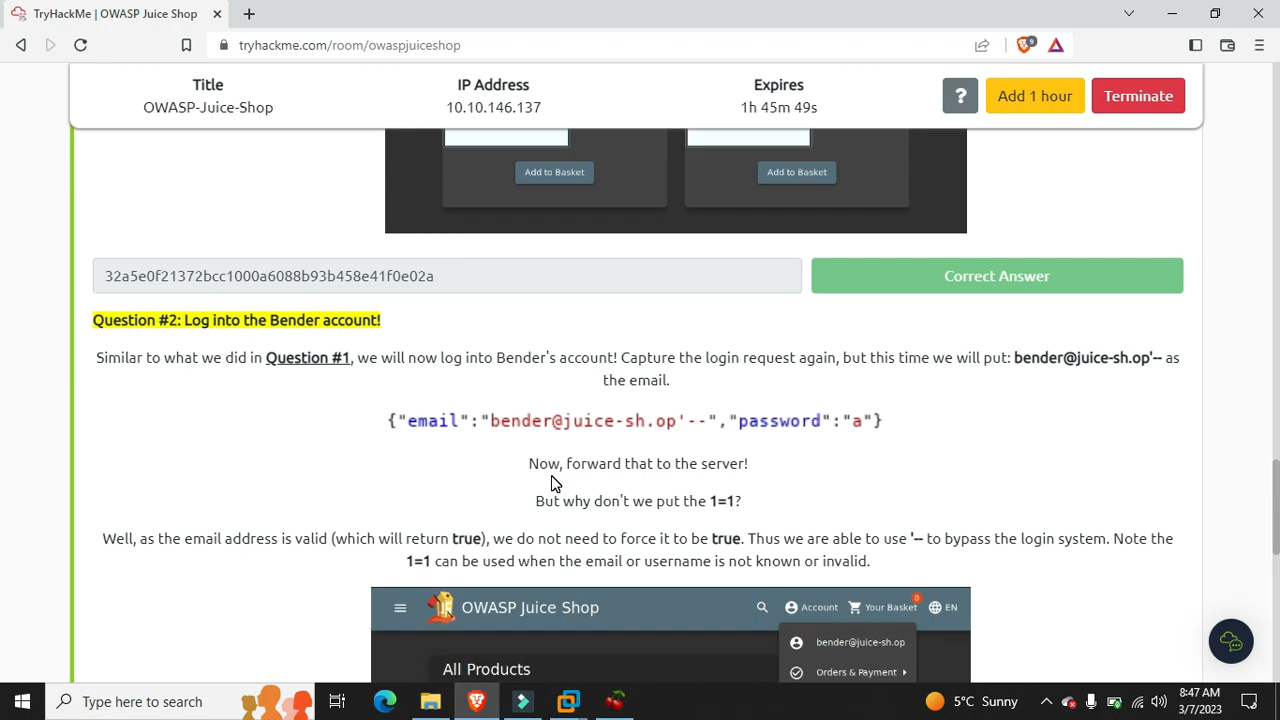 TryHackMe | OWASP Juice Shop
tryhackme.com/room/owaspjuiceshop
9
Title
IP Address
Expires
OWASP-Juice-Shop
10.10.146.137
1h 45m 49s
?
Add 1 hour
Terminate
Add to Basket
Add to Basket
32a5e0f21372bcc1000a6088b93b458e41f0e02a
Correct Answer
Question #2: Log into the Bender account!
Similar to what we did in Question #1, we will now log into Bender's account! Capture the login request again, but this time we will put: bender@juice-sh.op'-- as
the email.
{"email":"bender@juice-sh.op'--","password":"a"}
Now, forward that to the server!
But why don't we put the 1=1?
Well, as the email address is valid (which will return true), we do not need to force it to be true. Thus we are able to use '-- to bypass the login system. Note the
1=1 can be used when the email or username is not known or invalid.
OWASP Juice Shop
Account
Your Basket
0
EN
bender@juice-sh.op
All Products
Orders & Payment
Type here to search
5°C Sunny
8:47 AM
3/7/2023